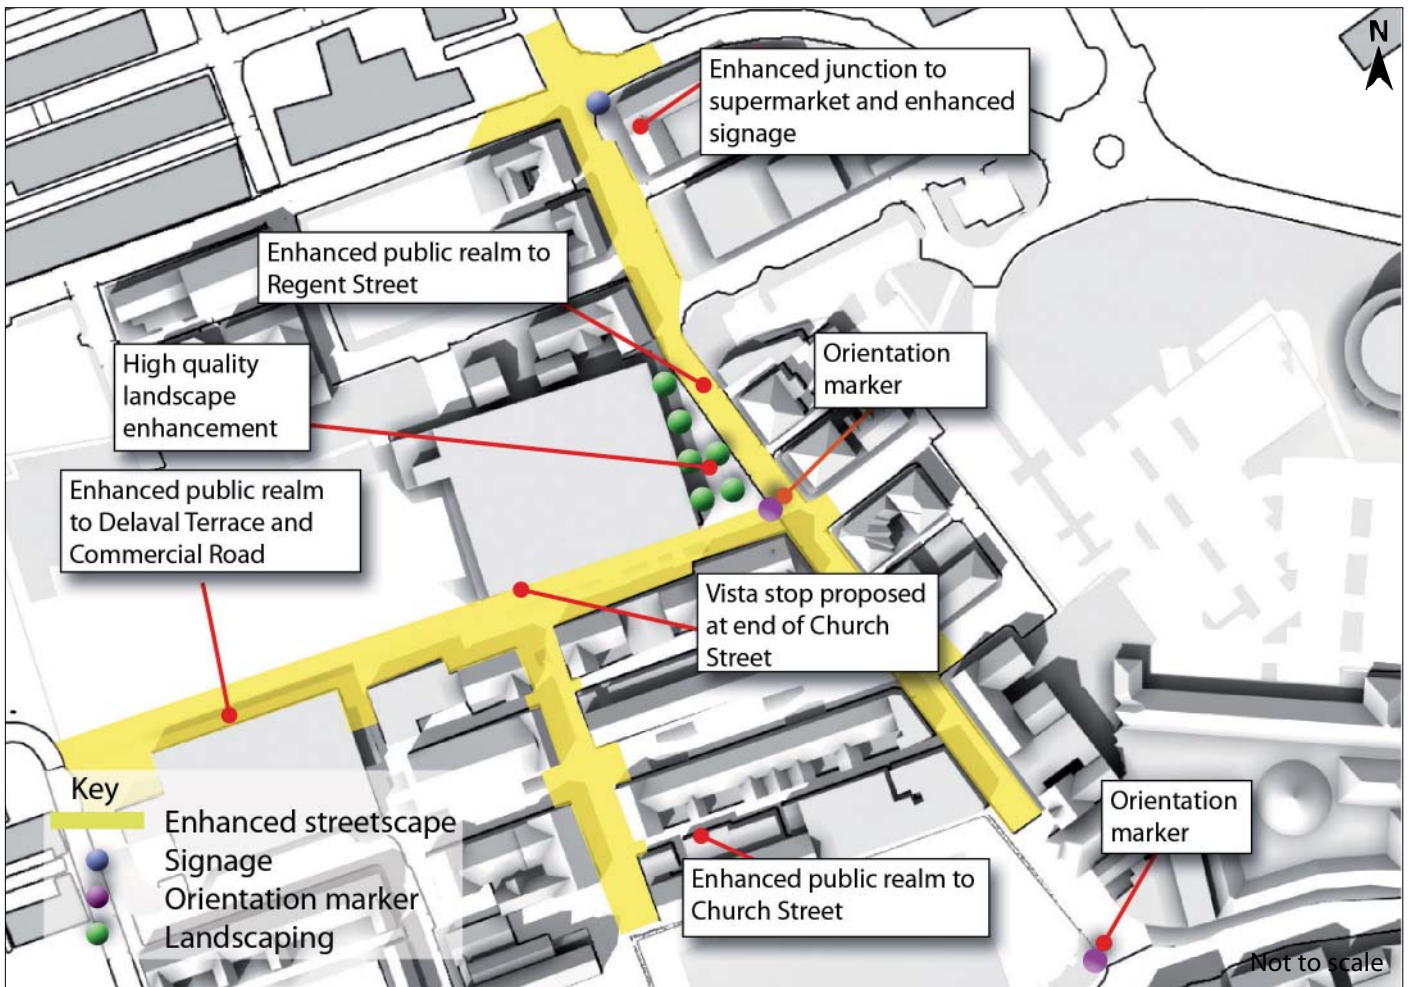 N
Enhanced junction to
supermarket and enhanced
signage
Enhanced public realm to
Regent Street
Orientation
marker
High quality
landscape
enhancement
Enhanced public realm
to Delaval Terrace and
Commercial Road
Vista stop proposed
at end of Church
Street
Key
Enhanced streetscape
Signage
Orientation marker
Landscaping
Orientation
marker
Enhanced public realm to
Church Street
Not to scale